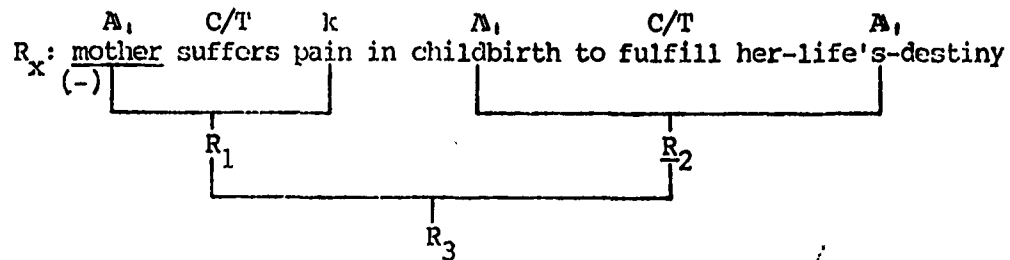 A₁ C/T k A₁ C/T A₁
Rx: mother suffers pain in childbirth to fulfill her-life's-destiny
(-)
R1 R2
R3